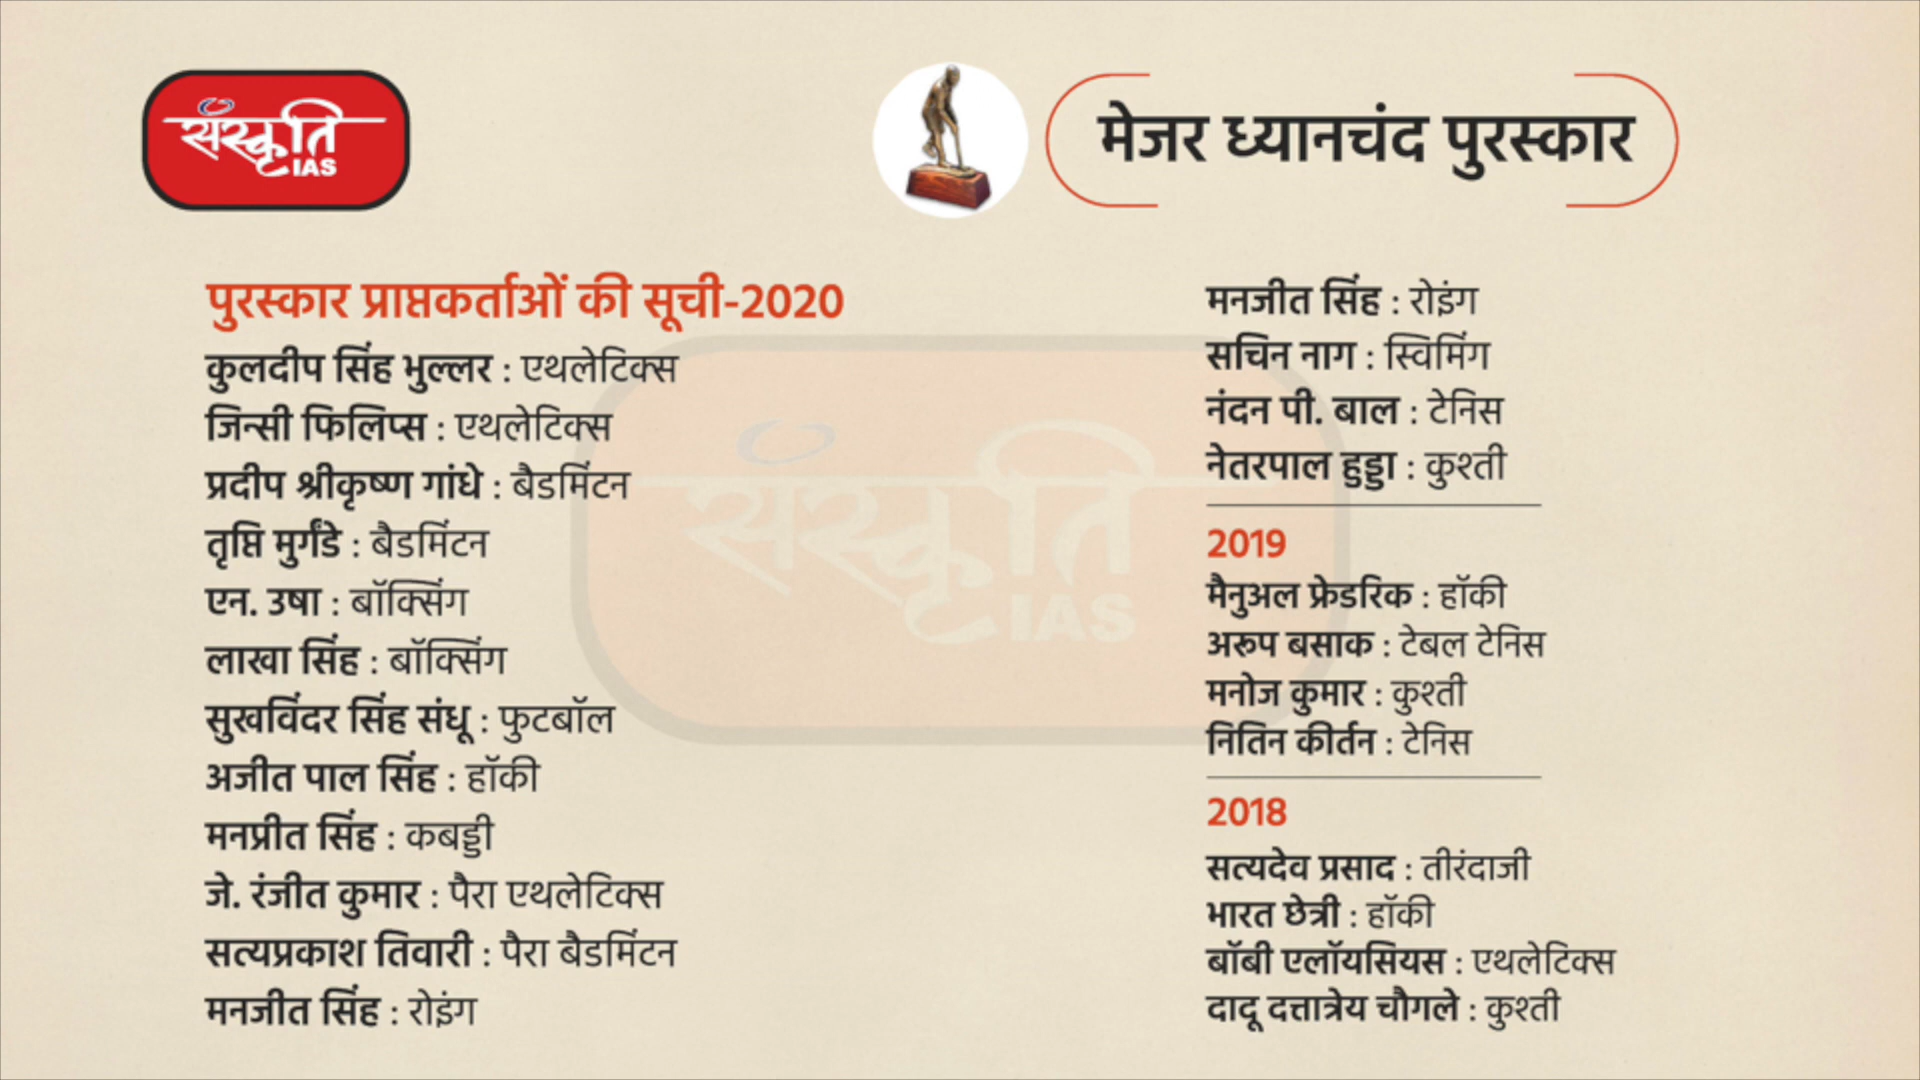 संस्कृति
IAS
मेजर ध्यानचंद पुरस्कार
पुरस्कार प्राप्तकर्ताओं की सूची-2020
कुलदीप सिंह भुल्लर : एथलेटिक्स
जिन्सी फिलिप्स : एथलेटिक्स
प्रदीप श्रीकृष्ण गांधे : बैडमिंटन
तृप्ति मुर्गंडे : बैडमिंटन
एन. उषा : बॉक्सिंग
लाखा सिंह : बॉक्सिंग
सुखविंदर सिंह संधू : फुटबॉल
अजीत पाल सिंह : हॉकी
मनप्रीत सिंह : कबड्डी
जे. रंजीत कुमार : पैरा एथलेटिक्स
सत्यप्रकाश तिवारी : पैरा बैडमिंटन
मनजीत सिंह : रोइंग
मनजीत सिंह : रोइंग
सचिन नाग : स्विमिंग
नंदन पी. बाल : टेनिस
नेतरपाल हुड्डा : कुश्ती
2019
मैनुअल फ्रेडरिक : हॉकी
अरूप बसाक : टेबल टेनिस
मनोज कुमार : कुश्ती
नितिन कीर्तन : टेनिस
2018
सत्यदेव प्रसाद : तीरंदाजी
भारत छेत्री : हॉकी
बॉबी एलॉयसियस : एथलेटिक्स
दादू दत्तात्रेय चौगले : कुश्ती
संस्कृति
IAS